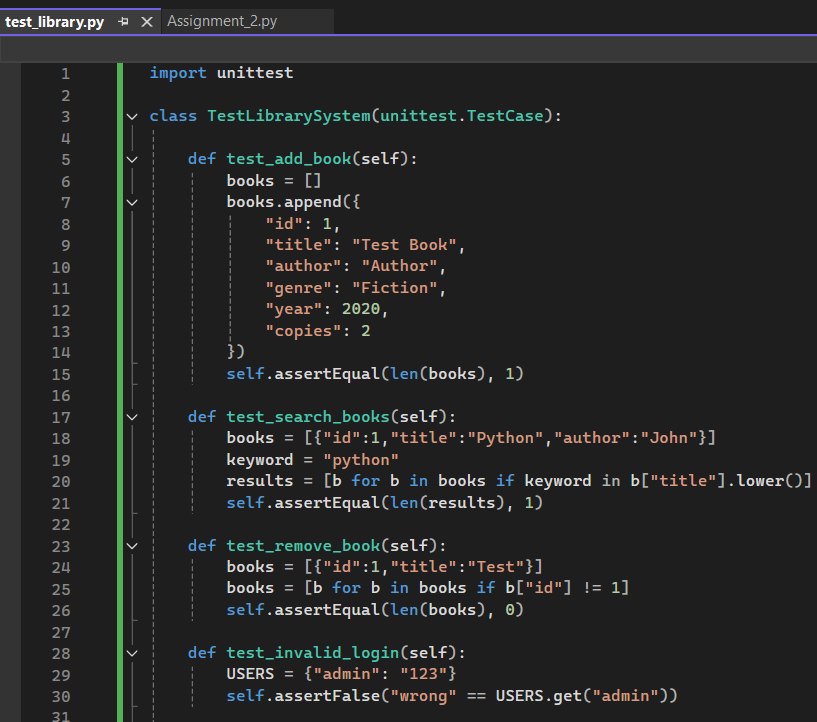 test_library.py
Assignment_2.py
1 import unittest
2
3 class TestLibrarySystem(unittest.TestCase):
4
5     def test_add_book(self):
6         books = []
7         books.append({
8             "id": 1,
9             "title": "Test Book",
10             "author": "Author",
11             "genre": "Fiction",
12             "year": 2020,
13             "copies": 2
14         })
15         self.assertEqual(len(books), 1)
16
17     def test_search_books(self):
18         books = [{"id":1,"title":"Python","author":"John"}]
19         keyword = "python"
20         results = [b for b in books if keyword in b["title"].lower()]
21         self.assertEqual(len(results), 1)
22
23     def test_remove_book(self):
24         books = [{"id":1,"title":"Test"}]
25         books = [b for b in books if b["id"] != 1]
26         self.assertEqual(len(books), 0)
27
28     def test_invalid_login(self):
29         USERS = {"admin": "123"}
30         self.assertFalse("wrong" == USERS.get("admin"))
31